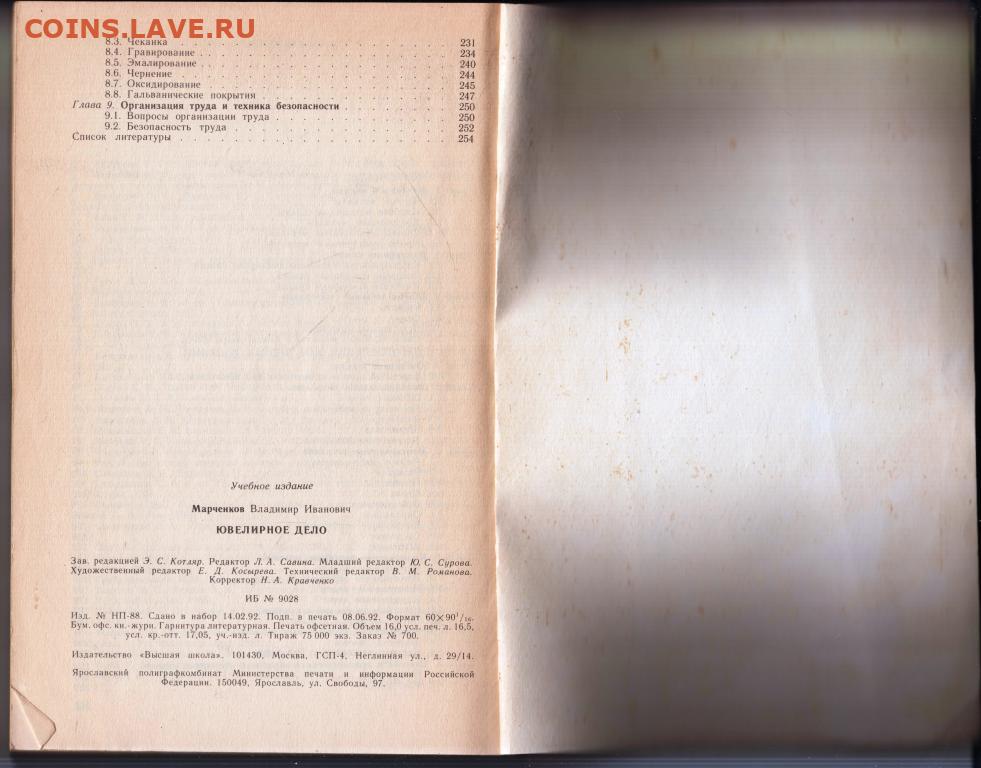 COINS.LAVE.RU
8.3. Чеканка . . . . . . . . . . . . . . . . 231
8.4. Гравирование . . . . . . . . . . . . . . . . 234
8.5. Эмалирование . . . . . . . . . . . . . . . . 240
8.6. Чернение . . . . . . . . . . . . . . . . 244
8.7. Оксидирование . . . . . . . . . . . . . . . . 245
8.8. Гальванические покрытия . . . . . . . . . . . . 247
Глава 9. Организация труда и техника безопасности . . . . . . . 250
9.1. Вопросы организации труда . . . . . . . . . . . 250
9.2. Безопасность труда . . . . . . . . . . . . . 252
Список литературы . . . . . . . . . . . . . . . . 254
Учебное издание
Марченков Владимир Иванович
ЮВЕЛИРНОЕ ДЕЛО
Зав. редакцией Э. С. Котляр. Редактор Л. А. Савина. Младший редактор Ю. С. Сурова.
Художественный редактор Е. Д. Косырева. Технический редактор В. М. Романова.
Корректор Н. А. Кравченко
ИБ № 9028
Изд. № НП-88. Сдано в набор 14.02.92. Подп. в печать 08.06.92. Формат 60×90¹/₁₆.
Бум. офс. кн.-журн. Гарнитура литературная. Печать офсетная. Объем 16,0 усл. печ. л. 16,5,
усл. кр.-отт. 17,05, уч.-изд. л. Тираж 75 000 экз. Заказ № 700.
Издательство «Высшая школа». 101430, Москва, ГСП-4, Неглинная ул., д. 29/14.
Ярославский полиграфкомбинат Министерства печати и информации Российской
Федерации. 150049, Ярославль, ул. Свободы, 97.